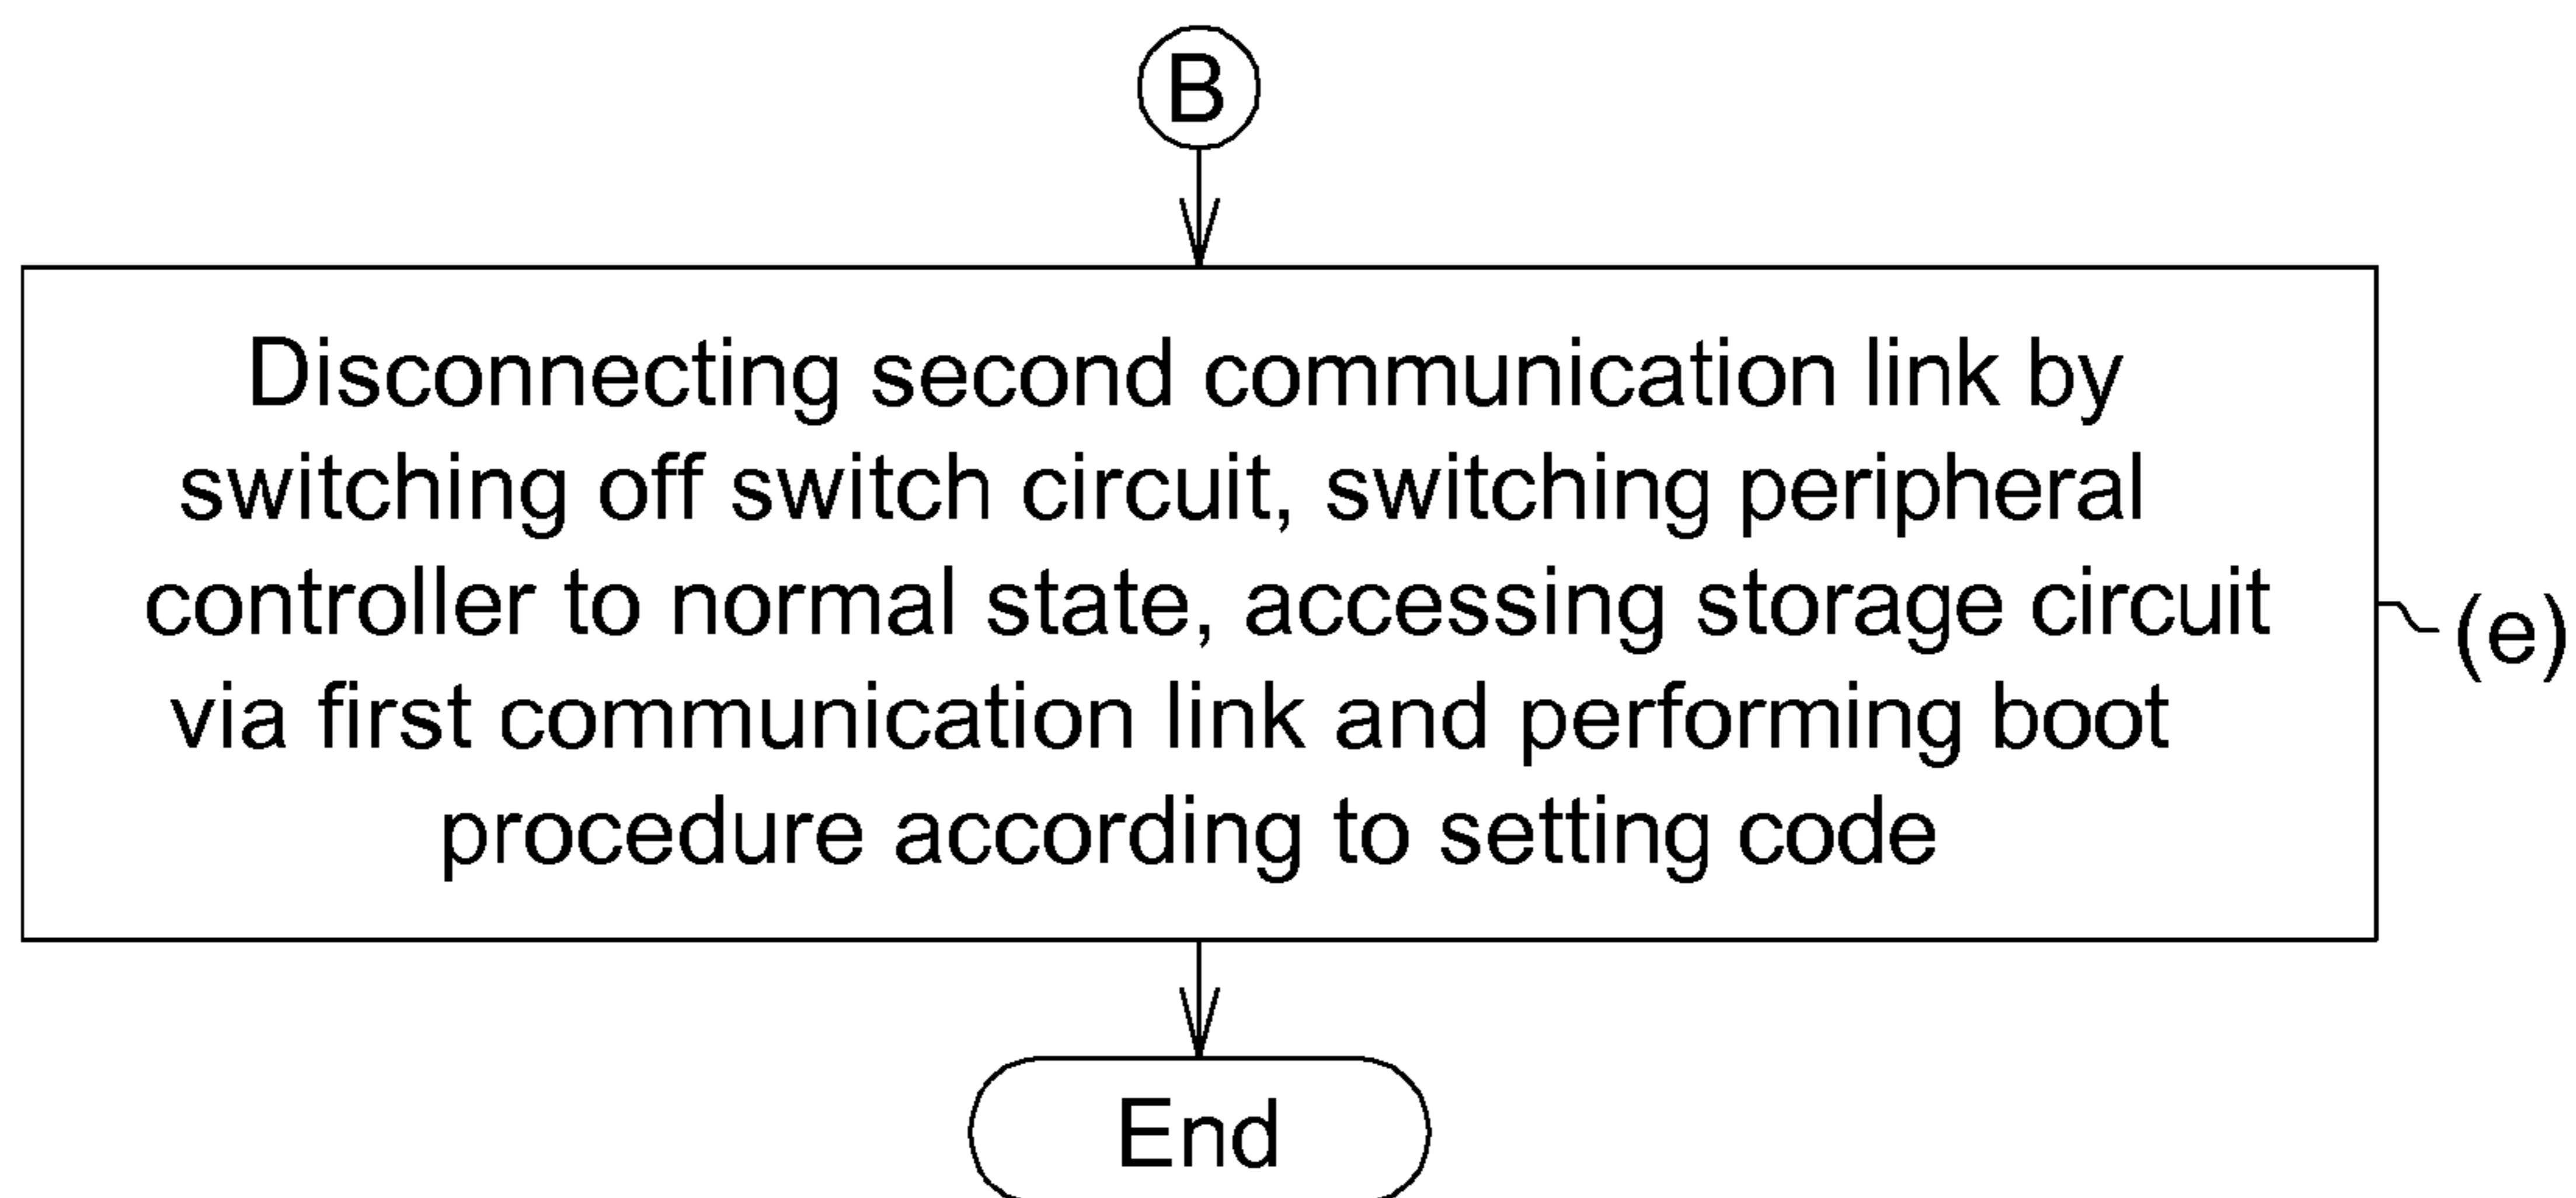 B
Disconnecting second communication link by
switching off switch circuit, switching peripheral
controller to normal state, accessing storage circuit
via first communication link and performing boot
procedure according to setting code
(e)
End